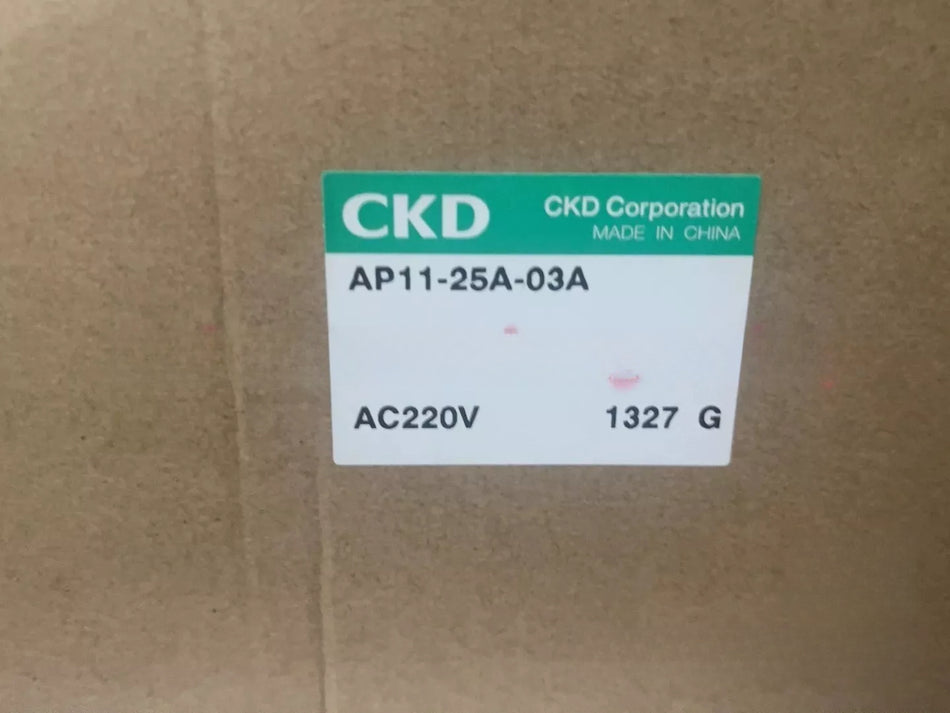 CKD
CKD Corporation
MADE IN CHINA
AP11-25A-03A
AC220V 1327 G